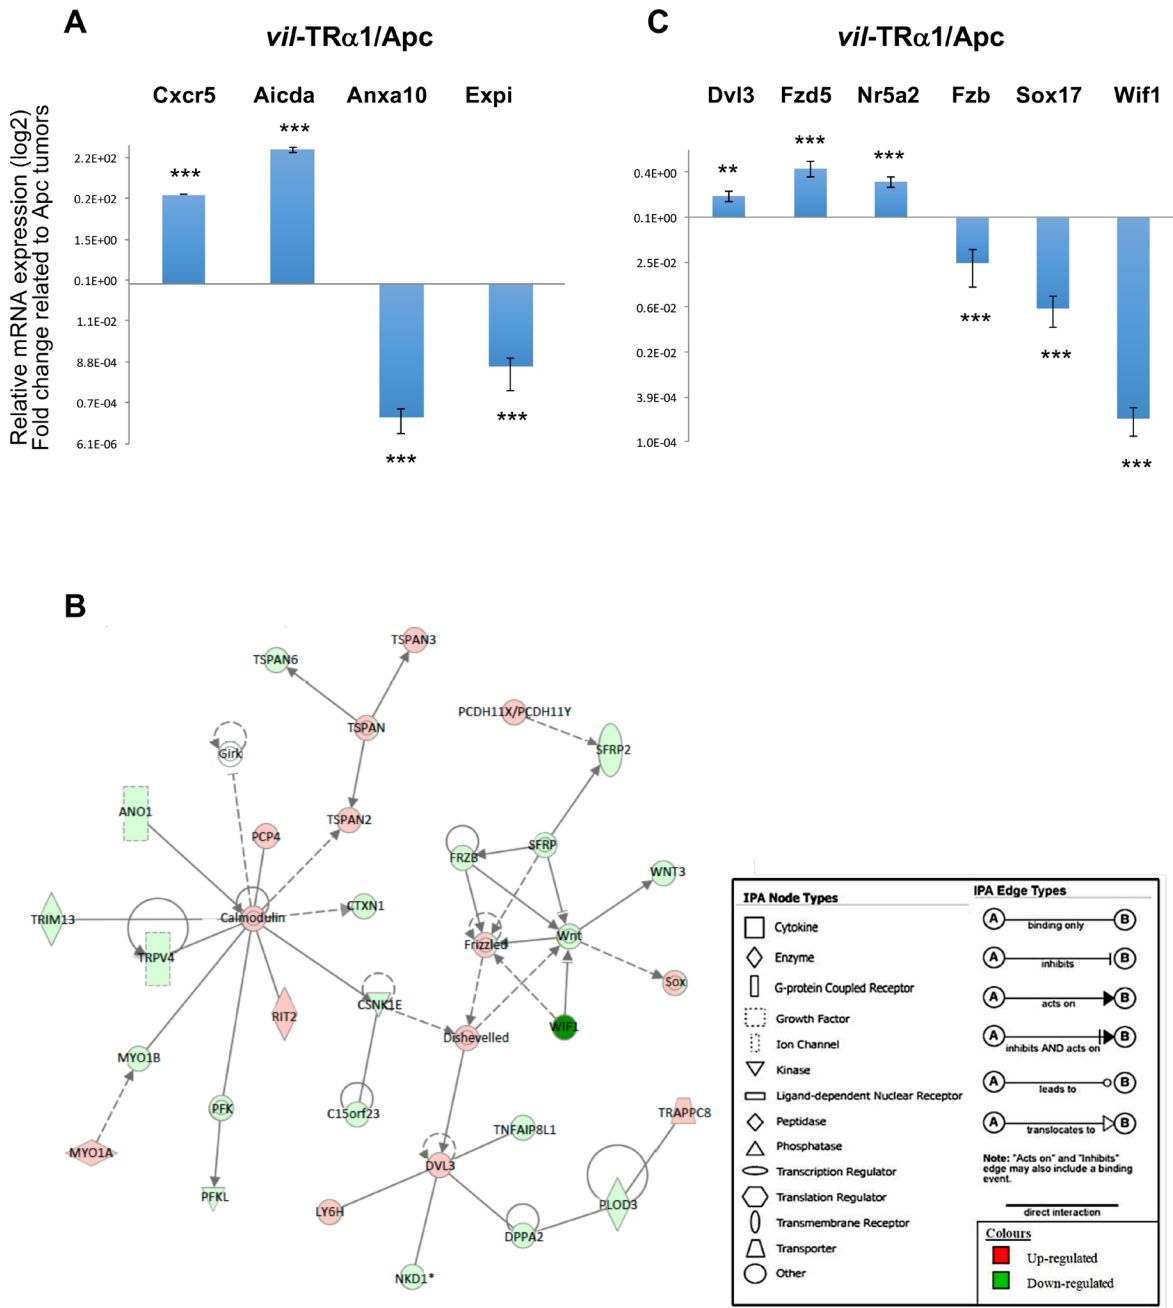 A
vil-TRα1/Apc
Cxcr5 Aicda Anxa10 Expi
Relative mRNA expression (log2)
Fold change related to Apc tumors
2.2E+02
0.2E+02
1.5E+00
0.1E+00
1.1E-02
8.8E-04
0.7E-04
6.1E-06
***
***
***
***
C
vil-TRα1/Apc
Dvl3 Fzd5 Nr5a2 Fzb Sox17 Wif1
0.4E+00
0.1E+00
2.5E-02
0.6E-02
0.2E-02
3.9E-04
1.0E-04
**
***
***
***
***
***
B
TSPAN3
TSPAN6
TSPAN
PCDH11X/PCDH11Y
Girk
SFRP2
ANO1
TSPAN2
PCP4
FRZB
SFRP
WNT3
TRIM13
Calmodulin
CTXN1
TRPV4
Frizzled
Wnt
Sox
RIT2
CSNK1E
Dishevelled
WIF1
MYO1B
PFK
C15orf23
TNFAIP8L1
TRAPPC8
MYO1A
DVL3
PFKL
LY6H
DPPA2
PLOD3
NKD1*
IPA Node Types
Cytokine
Enzyme
G-protein Coupled Receptor
Growth Factor
Ion Channel
Kinase
Ligand-dependent Nuclear Receptor
Peptidase
Phosphatase
Transcription Regulator
Translation Regulator
Transmembrane Receptor
Transporter
Other
IPA Edge Types
A binding only B
A inhibits B
A acts on B
A inhibits AND acts on B
A leads to B
A translocates to B
Note: "Acts on" and "Inhibits"
edge may also include a binding
event.
direct interaction
Colours
Up-regulated
Down-regulated